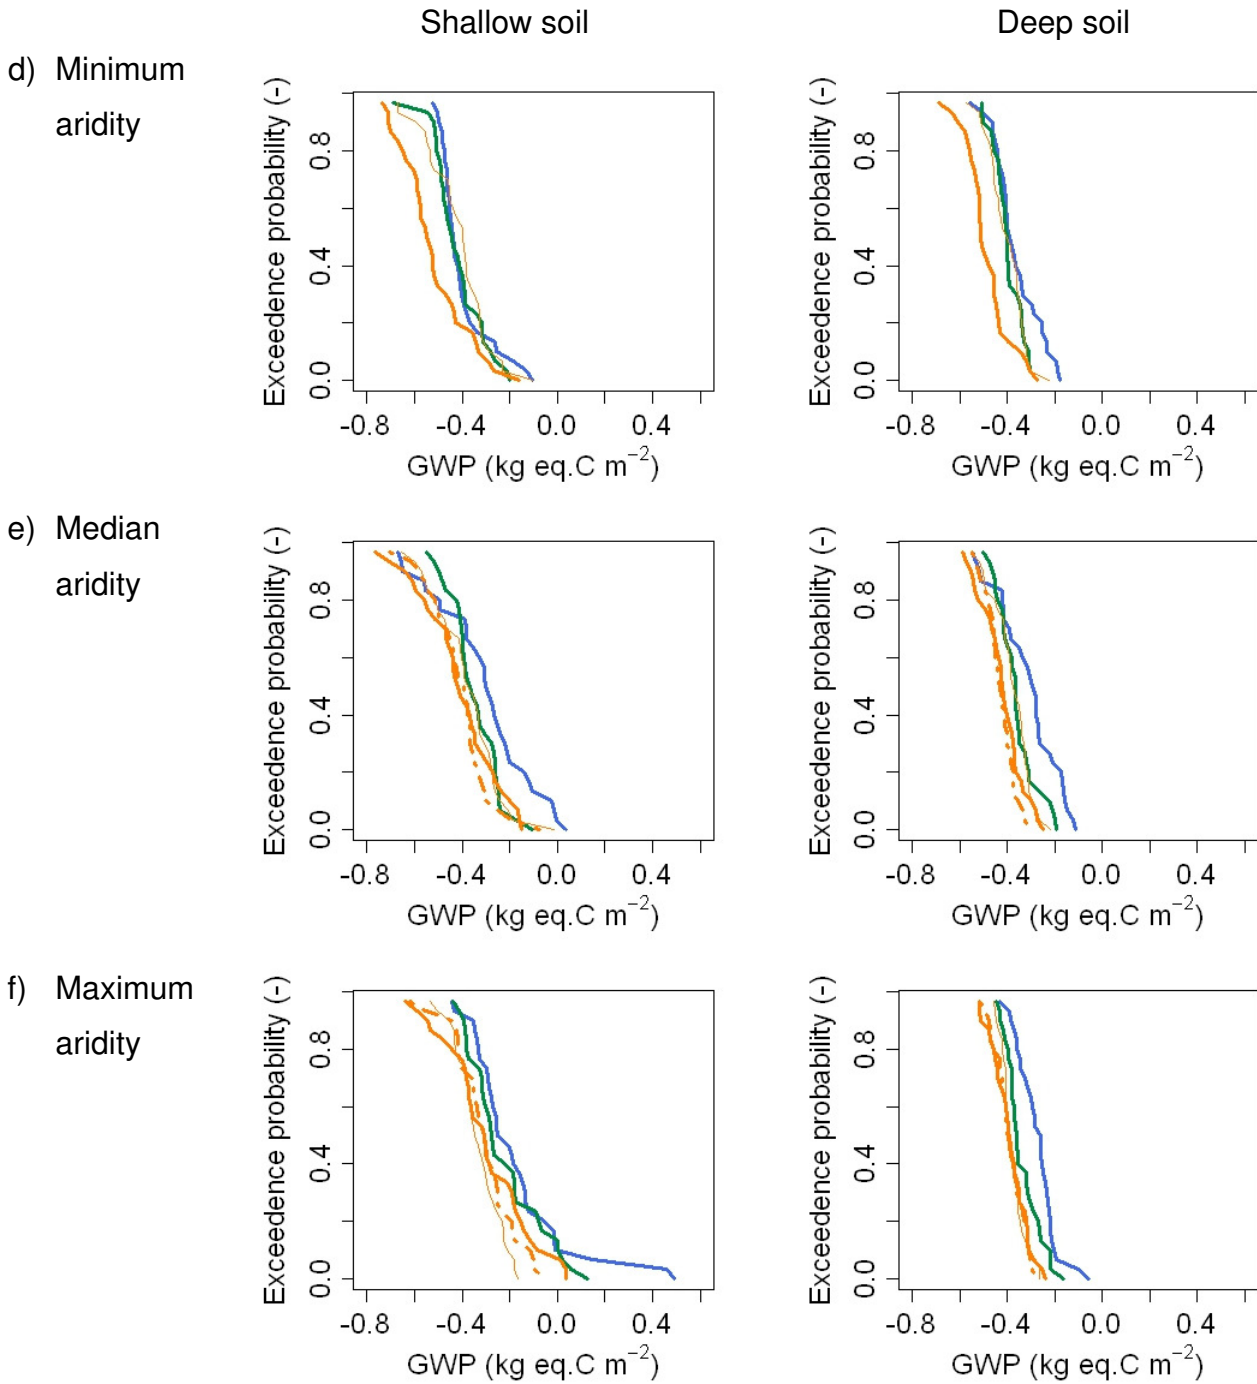 Shallow soil Deep soil
d) Minimum
aridity
Exceedence probability (-)
0.8
0.4
0.0
-0.8 -0.4 0.0 0.4
GWP (kg eq.C m⁻²)
Exceedence probability (-)
0.8
0.4
0.0
-0.8 -0.4 0.0 0.4
GWP (kg eq.C m⁻²)
e) Median
aridity
Exceedence probability (-)
0.8
0.4
0.0
-0.8 -0.4 0.0 0.4
GWP (kg eq.C m⁻²)
Exceedence probability (-)
0.8
0.4
0.0
-0.8 -0.4 0.0 0.4
GWP (kg eq.C m⁻²)
f) Maximum
aridity
Exceedence probability (-)
0.8
0.4
0.0
-0.8 -0.4 0.0 0.4
GWP (kg eq.C m⁻²)
Exceedence probability (-)
0.8
0.4
0.0
-0.8 -0.4 0.0 0.4
GWP (kg eq.C m⁻²)